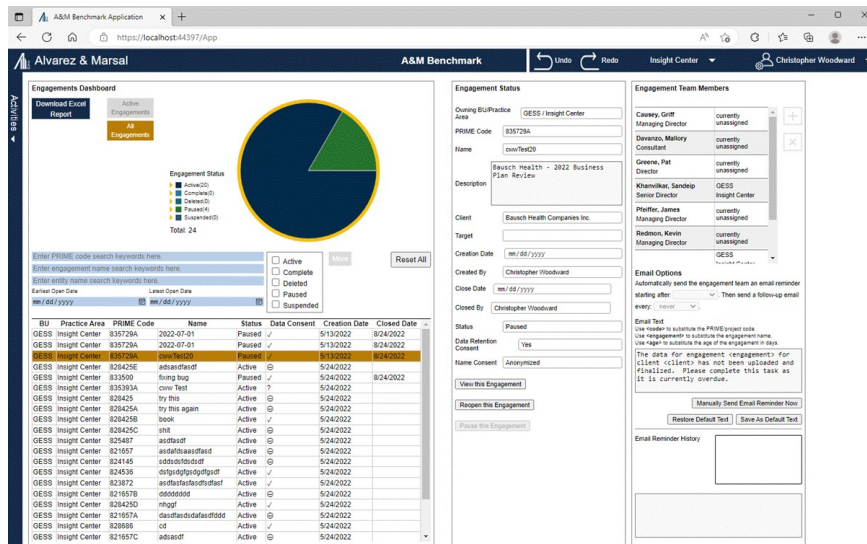 A&M Benchmark Application
https://localhost:44397/App
Alvarez & Marsal
A&M Benchmark
Undo
Redo
Insight Center
Christopher Woodward
Activities
Engagements Dashboard
Download Excel
Report
Active
Engagements
All
Engagements
Engagement Status
Active(20)
Complete(0)
Deleted(0)
Paused(4)
Suspended(0)
Total: 24
Enter PRIME code search keywords here
Enter engagement name search keywords here
Enter entity name search keywords here
Earliest Open Date
Latest Open Date
mm/dd/yyyy
mm/dd/yyyy
Active
Complete
Deleted
Paused
Suspended
More
Reset All
BU Practice Area PRIME Code Name Status Data Consent Creation Date Closed Date
GESS Insight Center 835729A 2022-07-01 Paused ✓ 5/13/2022 8/24/2022
GESS Insight Center 835729A 2022-07-01 Paused ✓ 5/13/2022 8/24/2022
GESS Insight Center 835729A cwwTest20 Paused ✓ 5/13/2022 8/24/2022
GESS Insight Center 828425E adsasdfasdf Active 5/24/2022
GESS Insight Center 833500 fixing bug Paused ✓ 5/24/2022 8/24/2022
GESS Insight Center 835393A cww Test Active ? 5/24/2022
GESS Insight Center 828425 try this Active 5/24/2022
GESS Insight Center 828425A try this again Active 5/24/2022
GESS Insight Center 828425B book Active ✓ 5/24/2022
GESS Insight Center 828425C shit Active 5/24/2022
GESS Insight Center 825487 asdfasdf Active 5/24/2022
GESS Insight Center 821657 asdafdsaasdfasd Active 5/24/2022
GESS Insight Center 824145 sddsdsfdsdsdf Active 5/24/2022
GESS Insight Center 824536 dsfgsdgfgsdgdfgsdf Active ✓ 5/24/2022
GESS Insight Center 823872 asdfasfasfasdfsdfasf Active ✓ 5/24/2022
GESS Insight Center 821657B dddddddd Active 5/24/2022
GESS Insight Center 828425D nhggf Active 5/24/2022
GESS Insight Center 821657A dasdfasdsdafasdfddd Active 5/24/2022
GESS Insight Center 828686 cd Active ✓ 5/24/2022
GESS Insight Center 821657C adsasdf Active 5/24/2022
Engagement Status
Owning BU/Practice
Area
GESS / Insight Center
PRIME Code 835729A
Name cwwTest20
Description
Bausch Health - 2022 Business
Plan Review
Client Bausch Health Companies Inc.
Target
Creation Date mm/dd/yyyy
Created By Christopher Woodward
Close Date mm/dd/yyyy
Closed By Christopher Woodward
Status Paused
Data Retention
Consent
Yes
Name Consent Anonymized
View this Engagement
Reopen this Engagement
Pause this Engagement
Engagement Team Members
Causey, Griff currently
Managing Director unassigned
Davanzo, Mallory currently
Consultant unassigned
Greene, Pat currently
Director unassigned
Khanvilkar, Sandeip GESS
Senior Director Insight Center
Pfeiffer, James currently
Managing Director unassigned
Redmon, Kevin currently
Managing Director unassigned
GESS
Email Options
Automatically send the engagement team an email reminder
starting after: . Then send a follow-up email
every: never .
Email Text
Use <code> to substitute the PRIME/project code.
Use <engagement> to substitute the engagement name.
Use <age> to substitute the age of the engagement in days.
The data for engagement <engagement> for
client <client> has not been uploaded and
finalized. Please complete this task as
it is currently overdue.
Manually Send Email Reminder Now
Restore Default Text
Save As Default Text
Email Reminder History